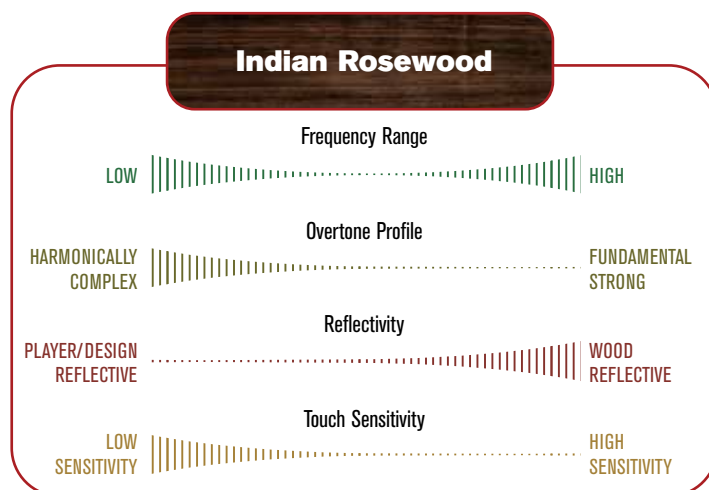 Indian Rosewood
Frequency Range
LOW
HIGH
Overtone Profile
HARMONICALLY
COMPLEX
FUNDAMENTAL
STRONG
Reflectivity
PLAYER/DESIGN
REFLECTIVE
WOOD
REFLECTIVE
Touch Sensitivity
LOW
SENSITIVITY
HIGH
SENSITIVITY